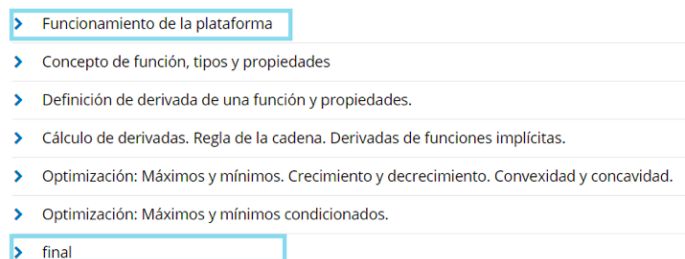 Funcionamiento de la plataforma
Concepto de función, tipos y propiedades
Definición de derivada de una función y propiedades.
Cálculo de derivadas. Regla de la cadena. Derivadas de funciones implícitas.
Optimización: Máximos y mínimos. Crecimiento y decrecimiento. Convexidad y concavidad.
Optimización: Máximos y mínimos condicionados.
final